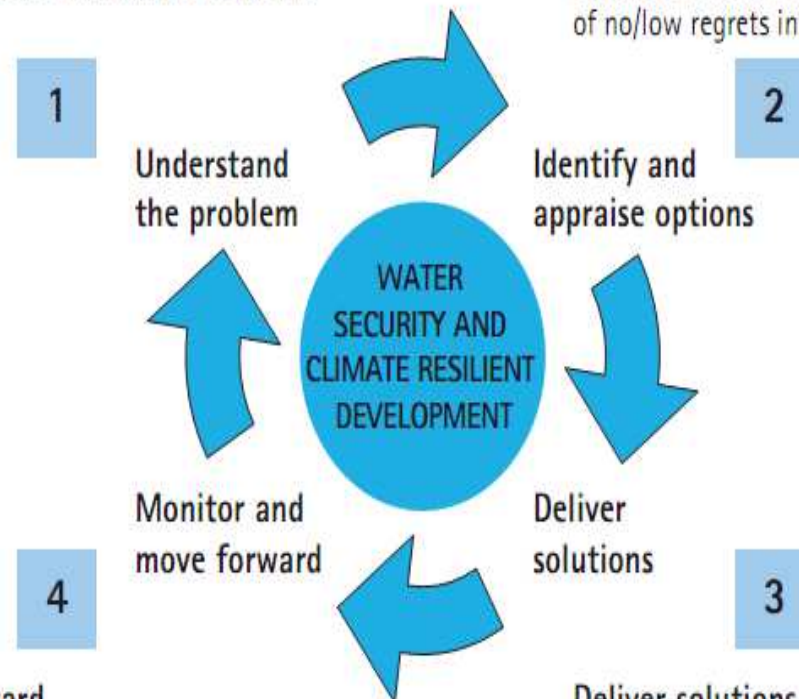 of no/low regrets in
1
2
Understand
the problem
Identify and
appraise options
WATER
SECURITY AND
CLIMATE RESILIENT
DEVELOPMENT
Monitor and
move forward
Deliver
solutions
4
3
Deliver solutions